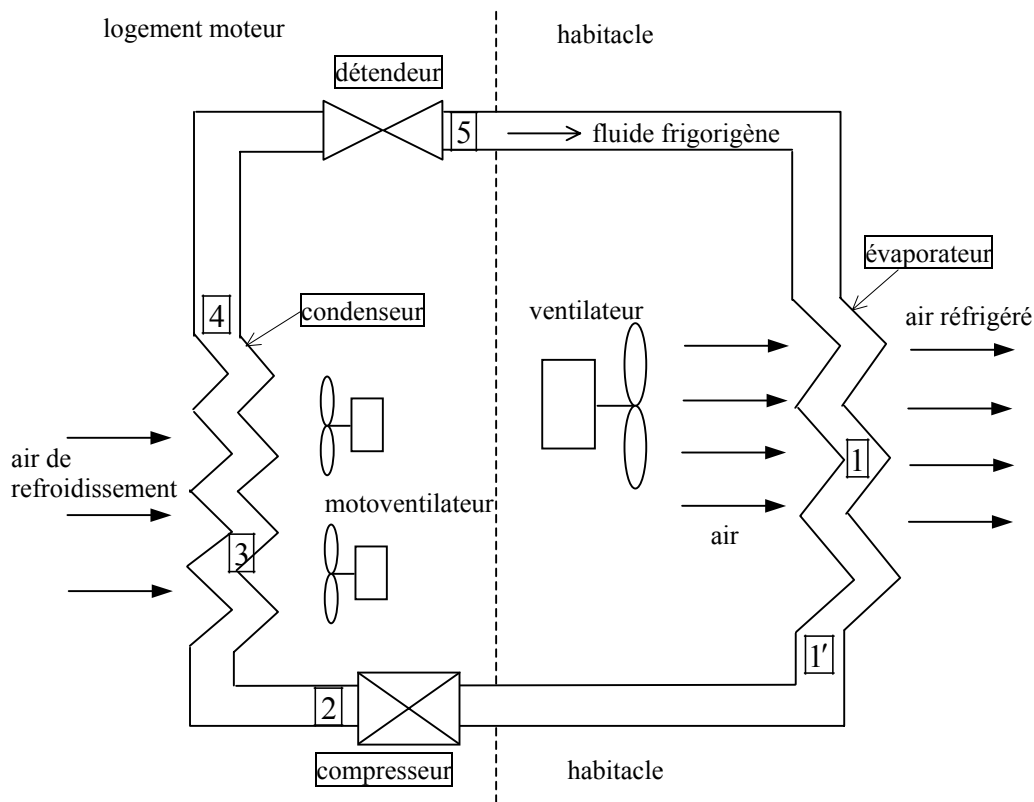 logement moteur
habitacle
détendeur
5
fluide frigorigène
évaporateur
4
condenseur
ventilateur
air réfrigéré
air de
refroidissement
1
motoventilateur
3
air
1'
2
compresseur
habitacle